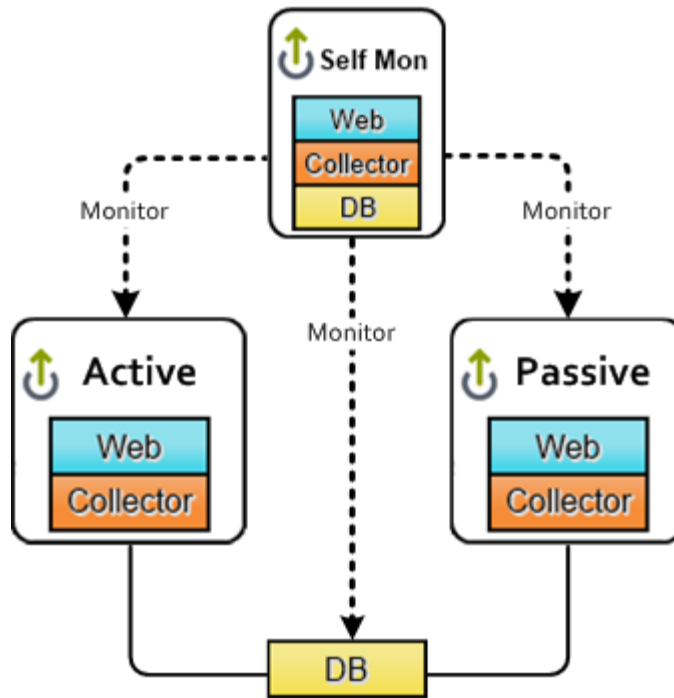 Self Mon
Web
Collector
DB
Monitor
Monitor
Monitor
Active
Web
Collector
Passive
Web
Collector
DB